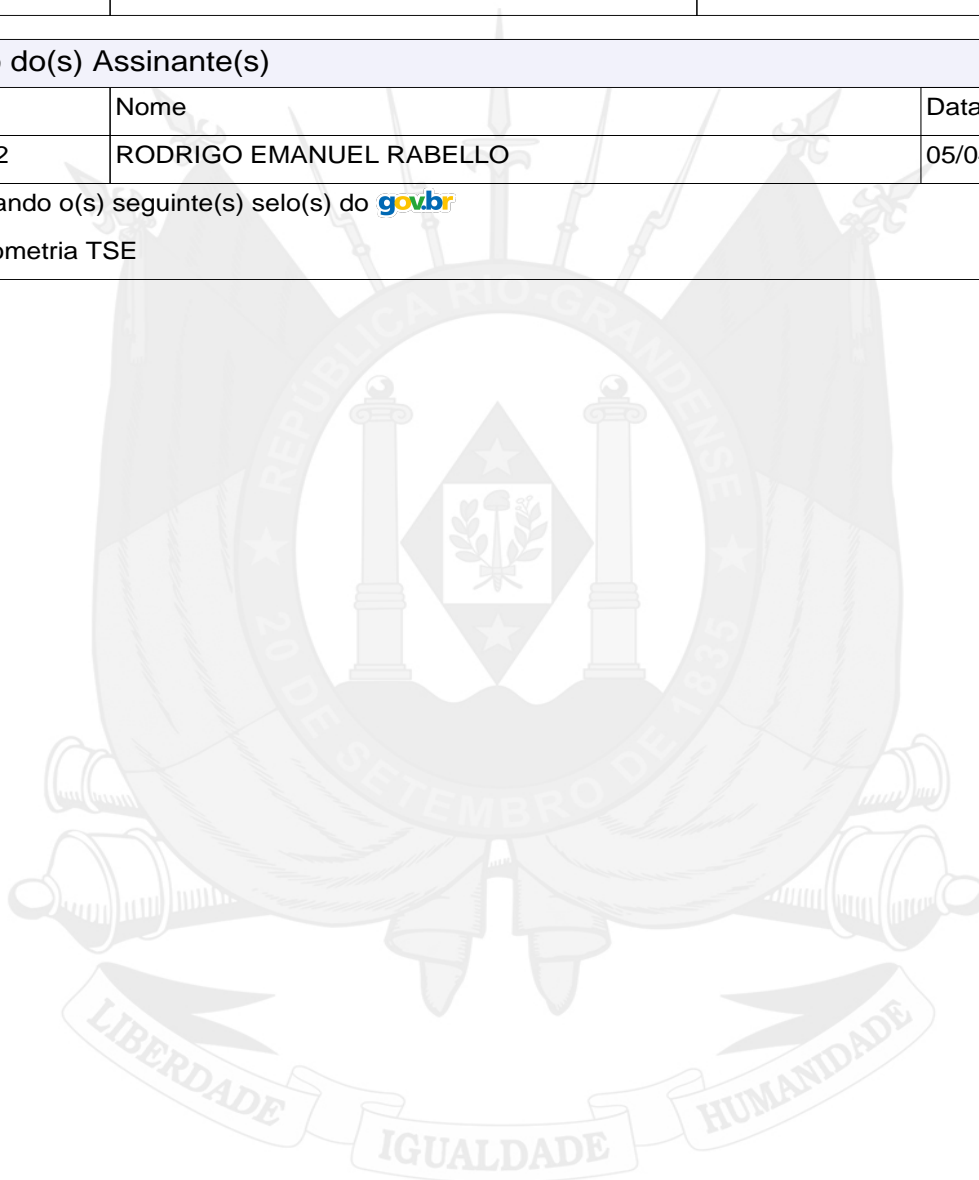 do(s) Assinante(s)
Nome Data
2 RODRIGO EMANUEL RABELLO 05/0
ando o(s) seguinte(s) selo(s) do gov.br
ometria TSE
REPÚBLICA RIO-GRANDENSE
20 DE SETEMBRO DE 1835
LIBERDADE IGUALDADE HUMANIDADE